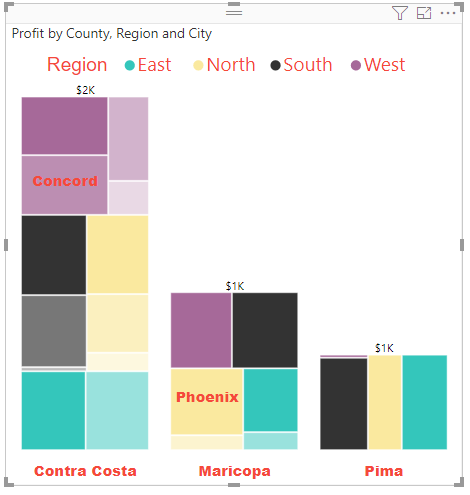 Profit by County, Region and City
Region East North South West
$2K
Concord
$1K
Phoenix
$1K
Contra Costa Maricopa Pima